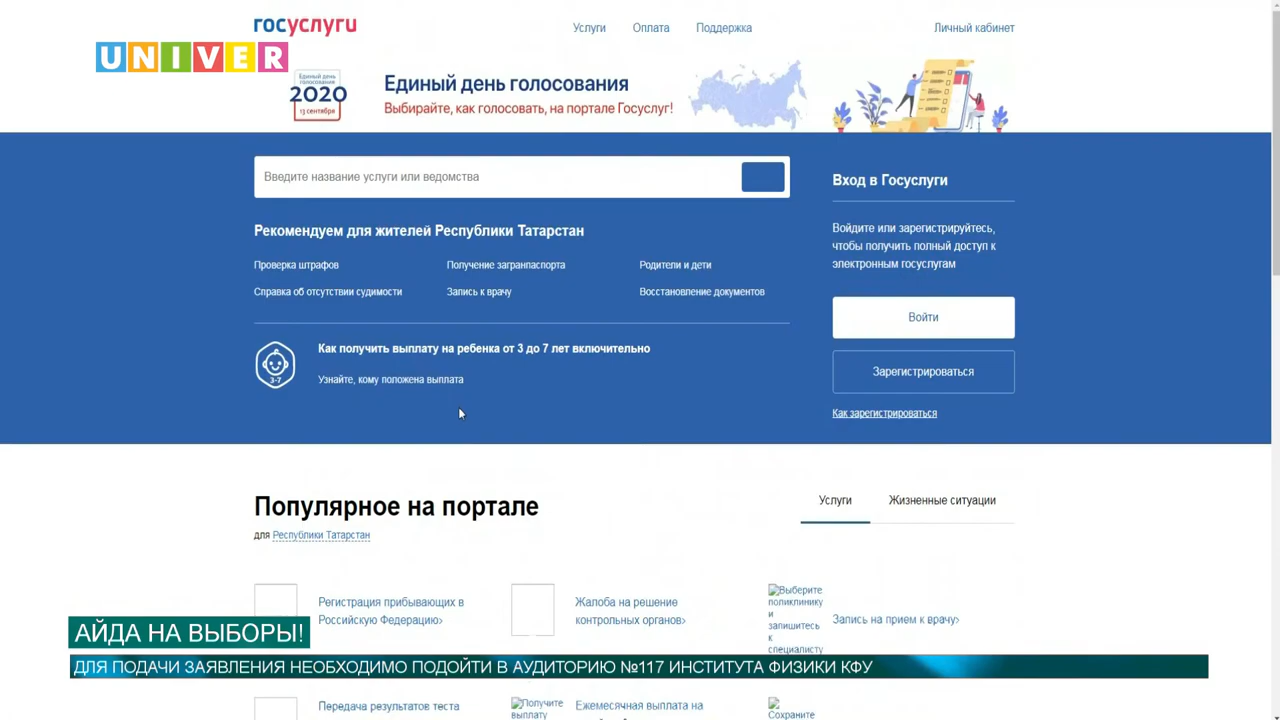 госуслуги
Услуги
Оплата
Поддержка
Личный кабинет
UNIVER
Единый день
голосования
2020
13 сентября
Единый день голосования
Выбирайте, как голосовать, на портале Госуслуг!
Введите название услуги или ведомства
Рекомендуем для жителей Республики Татарстан
Проверка штрафов
Получение загранпаспорта
Родители и дети
Справка об отсутствии судимости
Запись к врачу
Восстановление документов
Как получить выплату на ребенка от 3 до 7 лет включительно
3-7
Узнайте, кому положена выплата
Вход в Госуслуги
Войдите или зарегистрируйтесь,
чтобы получить полный доступ к
электронным госуслугам
Войти
Зарегистрироваться
Как зарегистрироваться
Популярное на портале
для Республики Татарстан
Услуги
Жизненные ситуации
Регистрация прибывающих в
Российскую Федерацию>
Жалоба на решение
контрольных органов>
Выберите
поликлинику
и
запишитесь
к
специалисту
Запись на прием к врачу>
АЙДА НА ВЫБОРЫ!
ДЛЯ ПОДАЧИ ЗАЯВЛЕНИЯ НЕОБХОДИМО ПОДОЙТИ В АУДИТОРИЮ №117 ИНСТИТУТА ФИЗИКИ КФУ
Передача результатов теста
Получите
выплату
Ежемесячная выплата на
Сохраните